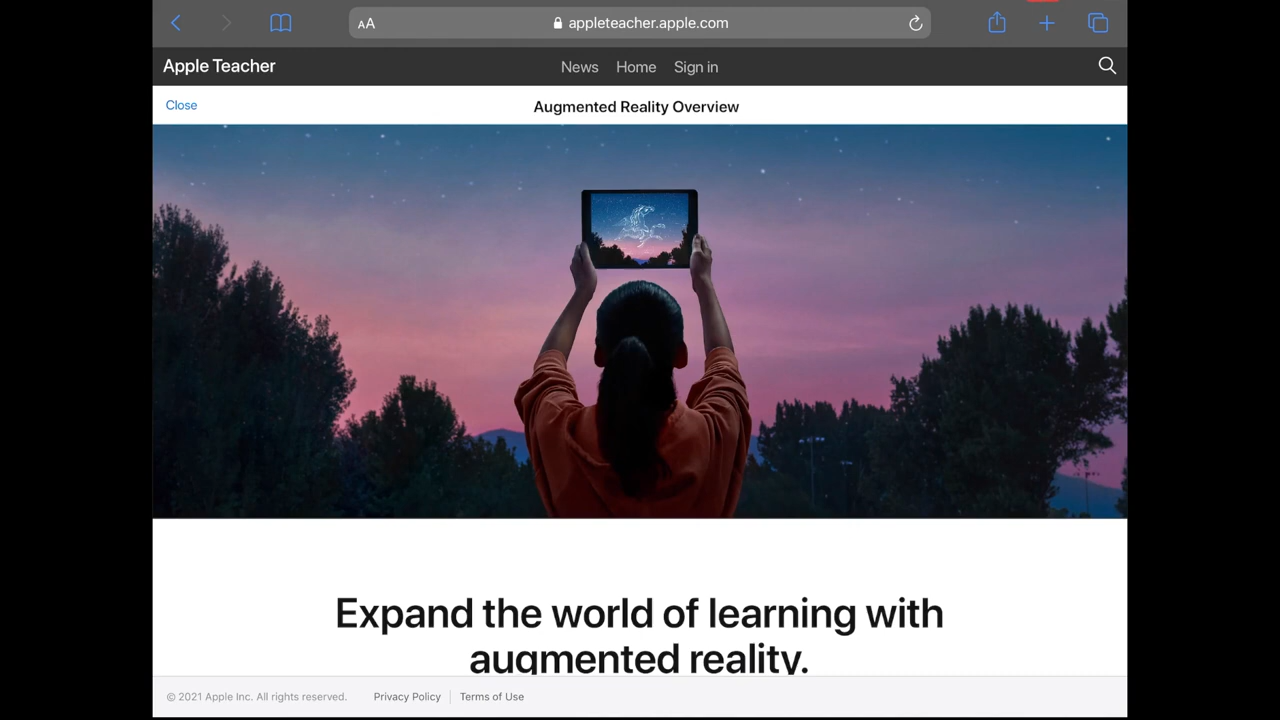 AA appleteacher.apple.com
Apple Teacher News Home Sign in
Close Augmented Reality Overview
Expand the world of learning with
augmented reality.
© 2021 Apple Inc. All rights reserved. Privacy Policy Terms of Use